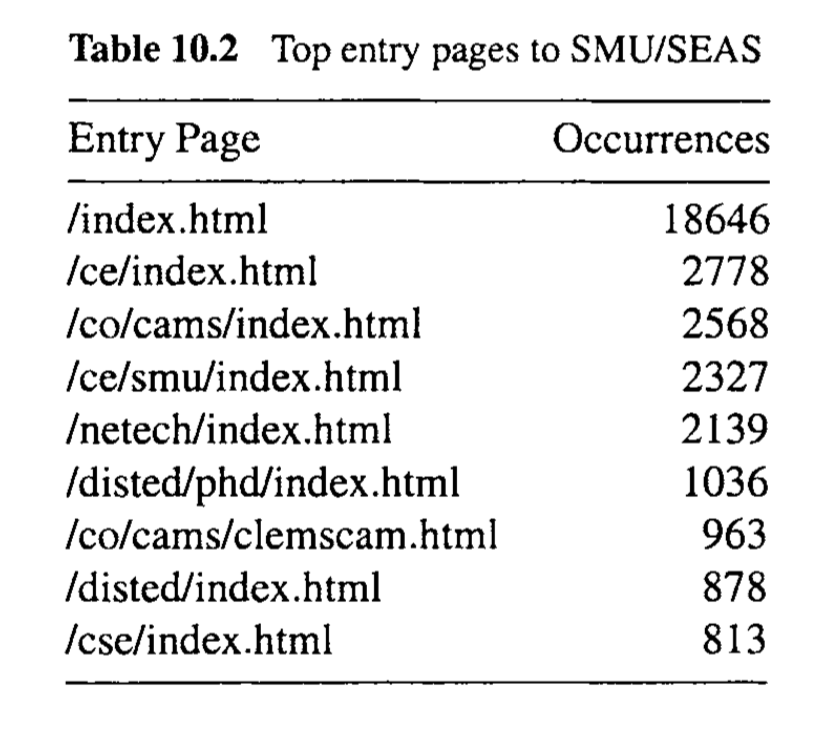 Table 10.2 Top entry pages to SMU/SEAS
Entry Page Occurrences
/index.html 18646
/ce/index.html 2778
/co/cams/index.html 2568
/ce/smu/index.html 2327
/netech/index.html 2139
/disted/phd/index.html 1036
/co/cams/clemscam.html 963
/disted/index.html 878
/cse/index.html 813